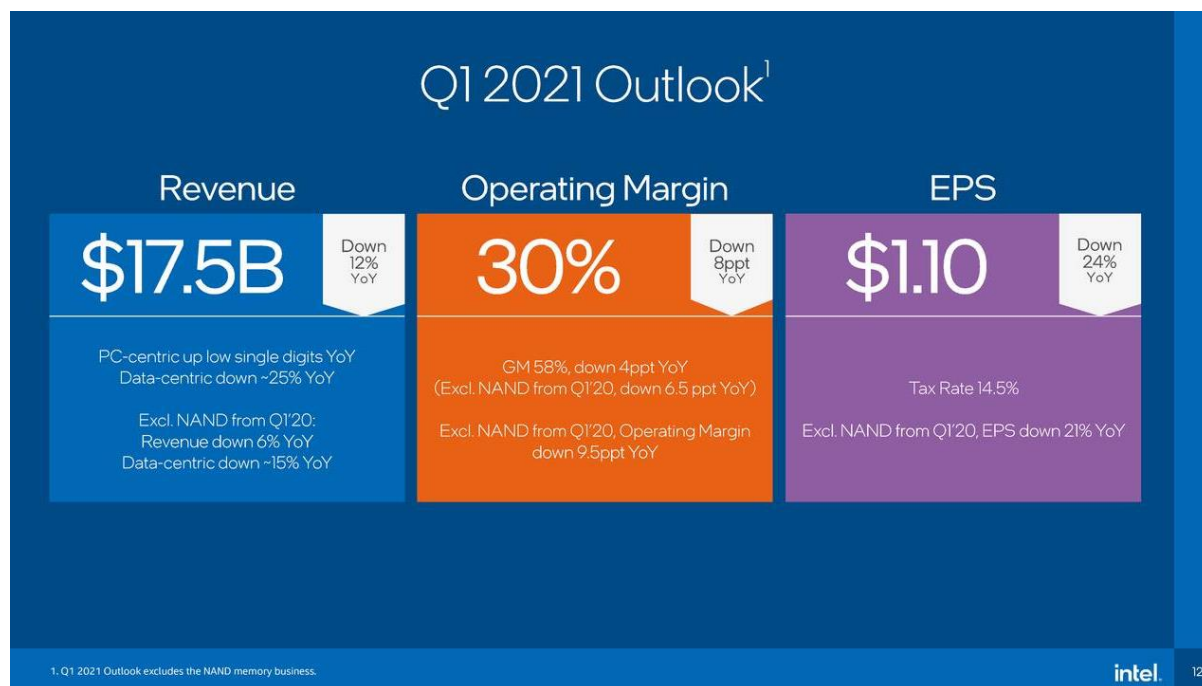 Q1 2021 Outlook1
Revenue
$17.5B
Down
12%
YoY
PC-centric up low single digits YoY
Data-centric down ~25% YoY
Excl. NAND from Q1'20:
Revenue down 6% YoY
Data-centric down ~15% YoY
Operating Margin
30%
Down
8ppt
YoY
GM 58%, down 4ppt YoY
(Excl. NAND from Q1'20, down 6.5 ppt YoY)
Excl. NAND from Q1'20, Operating Margin
down 9.5ppt YoY
EPS
$1.10
Down
24%
YoY
Tax Rate 14.5%
Excl. NAND from Q1'20, EPS down 21% YoY
1. Q1 2021 Outlook excludes the NAND memory business.
intel.
12